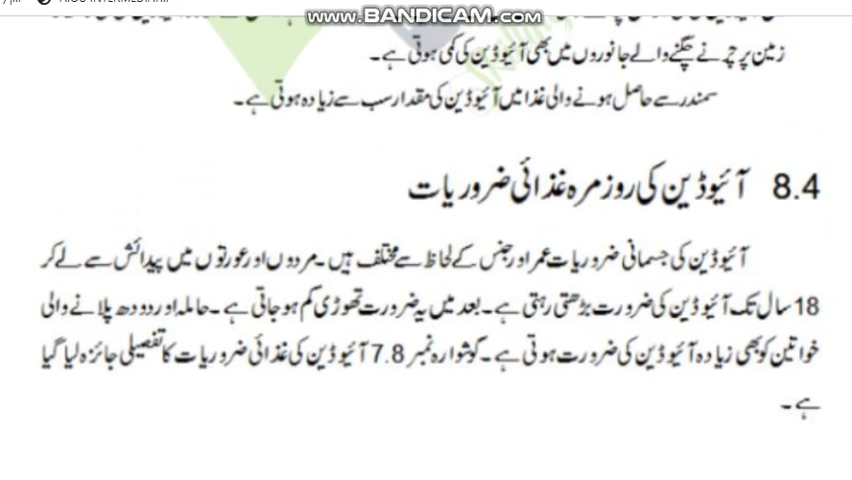 WWW.BANDICAM.COM
زمین پر چرنے چگنے والے جانوروں میں بھی آئیوڈین کی کمی ہوتی ہے۔
سمندر سے حاصل ہونے والی غذا میں آئیوڈین کی مقدار سب سے زیادہ ہوتی ہے۔
8.4 آئیوڈین کی روزمرہ غذائی ضروریات
آئیوڈین کی جسمانی ضروریات عمر اور جنس کے لحاظ سے مختلف ہیں۔ مردوں اور عورتوں میں پیدائش سے لے کر
18 سال تک آئیوڈین کی ضرورت بڑھتی رہتی ہے۔ بعد میں یہ ضرورت تھوڑی کم ہو جاتی ہے۔ حاملہ اور دودھ پلانے والی
خواتین کو بھی زیادہ آئیوڈین کی ضرورت ہوتی ہے۔ گوشوارہ نمبر 7.8 آئیوڈین کی غذائی ضروریات کا تفصیلی جائزہ لیا گیا
ہے۔